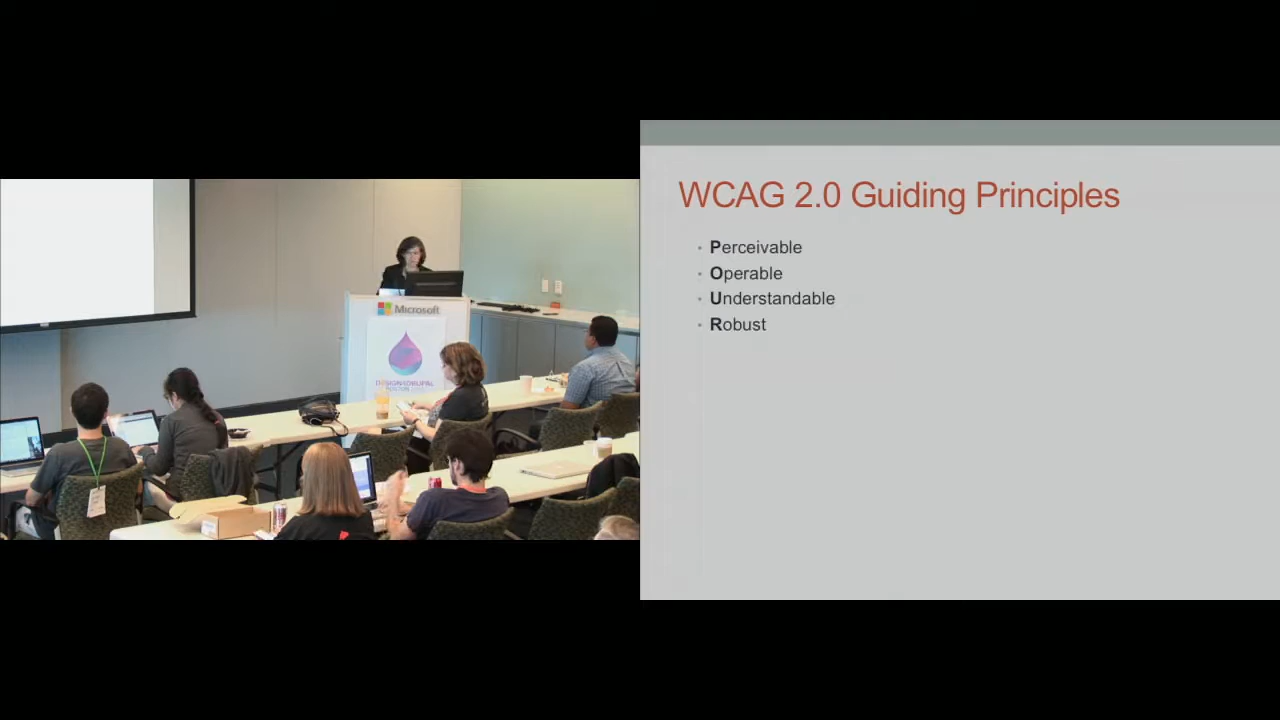 Microsoft
WCAG 2.0 Guiding Principles
Perceivable
Operable
Understandable
Robust